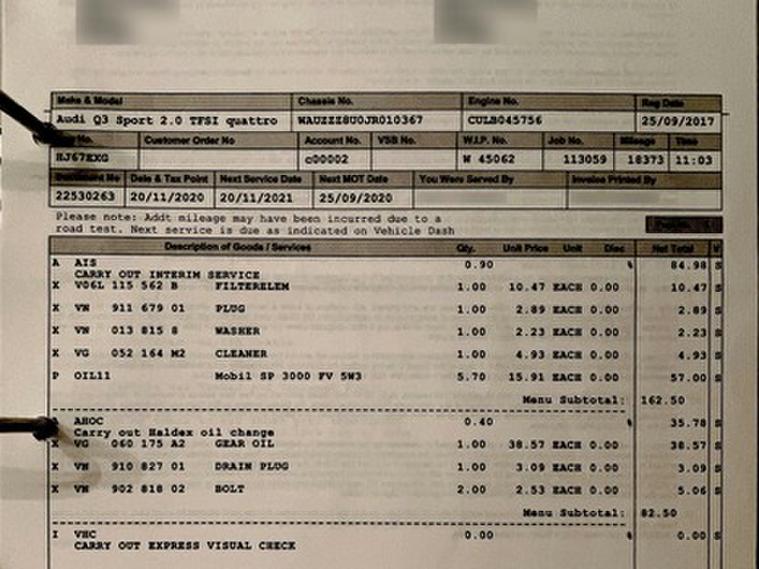 Make & Model Chassis No. Engine No. Reg Date
Audi Q3 Sport 2.0 TFSI quattro WAUZZZ8U0JR010367 CULB045756 25/09/2017
No. Customer Order No Account No. VSB No. W.I.P. No. Job No. Mileage Time
HJ67EXG c00002 W 45062 113059 18373 11:03
Document No Date & Tax Point Next Service Date Next MOT Date You Were Served By Invoice Printed By
22530263 20/11/2020 20/11/2021 25/09/2020
Please note: Addt mileage may have been incurred due to a
road test. Next service is due as indicated on Vehicle Dash
Description of Goods / Services Qty. Unit Price Unit Disc Net Total V
A AIS 0.90 % 84.98 S
CARRY OUT INTERIM SERVICE
X V06L 115 562 B FILTERELEM 1.00 10.47 EACH 0.00 10.47 S
X VN 911 679 01 PLUG 1.00 2.89 EACH 0.00 2.89 S
X VN 013 815 8 WASHER 1.00 2.23 EACH 0.00 2.23 S
X VG 052 164 M2 CLEANER 1.00 4.93 EACH 0.00 4.93 S
P OIL11 Mobil SP 3000 FV 5W3 5.70 15.91 EACH 0.00 57.00 S
Menu Subtotal: 162.50
AHOC 0.40 % 35.78 S
Carry out Haldex oil change
X VG 060 175 A2 GEAR OIL 1.00 38.57 EACH 0.00 38.57 S
X VN 910 827 01 DRAIN PLUG 1.00 3.09 EACH 0.00 3.09 S
X VN 902 818 02 BOLT 2.00 2.53 EACH 0.00 5.06 S
Menu Subtotal: 82.50
I VHC 0.00 % 0.00 S
CARRY OUT EXPRESS VISUAL CHECK